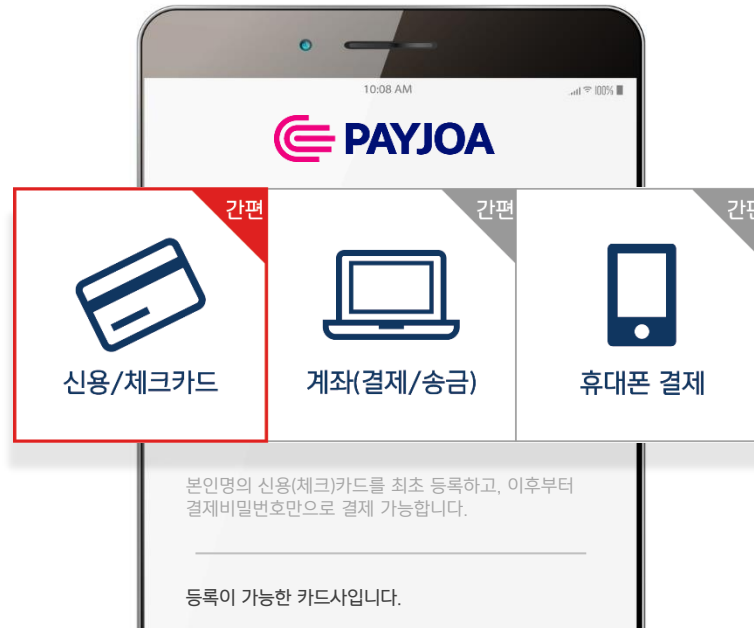 10:08 AM
100%
PAYJOA
간편
간편
간편
신용/체크카드
계좌(결제/송금)
휴대폰 결제
본인명의 신용(체크)카드를 최초 등록하고, 이후부터
결제비밀번호만으로 결제 가능합니다.
등록이 가능한 카드사입니다.